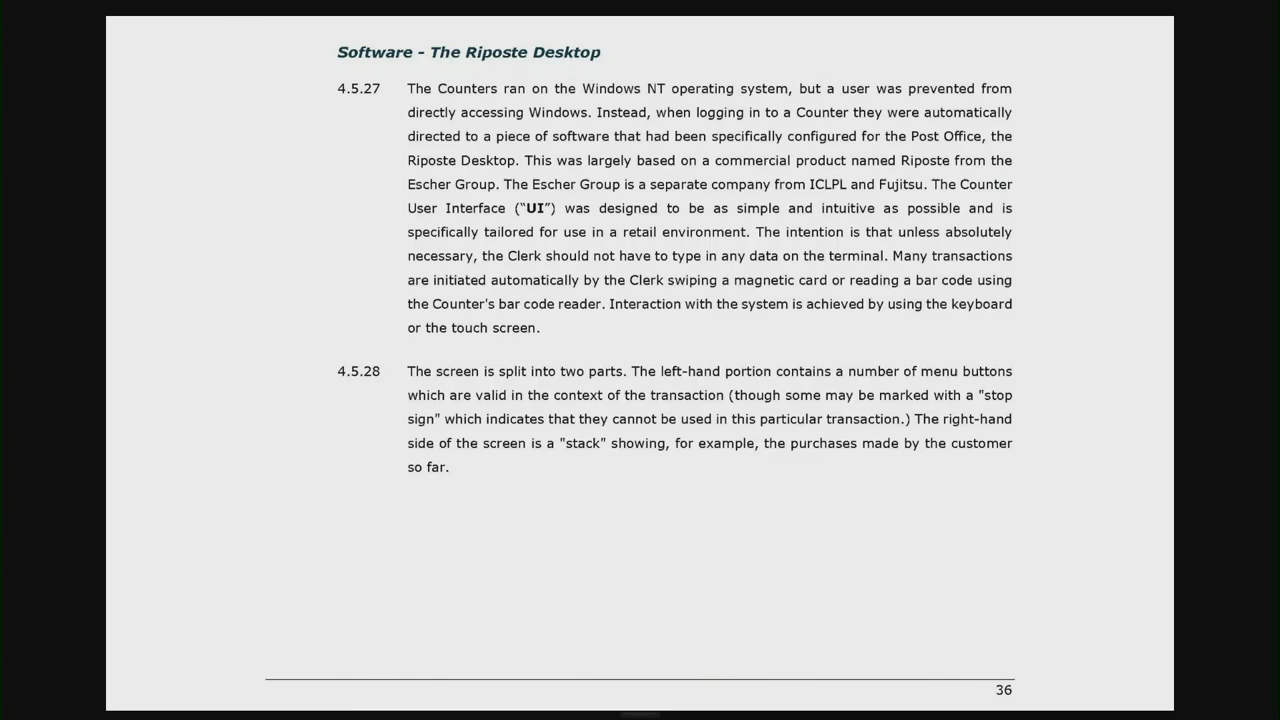 Software - The Riposte Desktop
4.5.27 The Counters ran on the Windows NT operating system, but a user was prevented from
directly accessing Windows. Instead, when logging in to a Counter they were automatically
directed to a piece of software that had been specifically configured for the Post Office, the
Riposte Desktop. This was largely based on a commercial product named Riposte from the
Escher Group. The Escher Group is a separate company from ICLPL and Fujitsu. The Counter
User Interface ("UI") was designed to be as simple and intuitive as possible and is
specifically tailored for use in a retail environment. The intention is that unless absolutely
necessary, the Clerk should not have to type in any data on the terminal. Many transactions
are initiated automatically by the Clerk swiping a magnetic card or reading a bar code using
the Counter's bar code reader. Interaction with the system is achieved by using the keyboard
or the touch screen.
4.5.28 The screen is split into two parts. The left-hand portion contains a number of menu buttons
which are valid in the context of the transaction (though some may be marked with a "stop
sign" which indicates that they cannot be used in this particular transaction.) The right-hand
side of the screen is a "stack" showing, for example, the purchases made by the customer
so far.
36